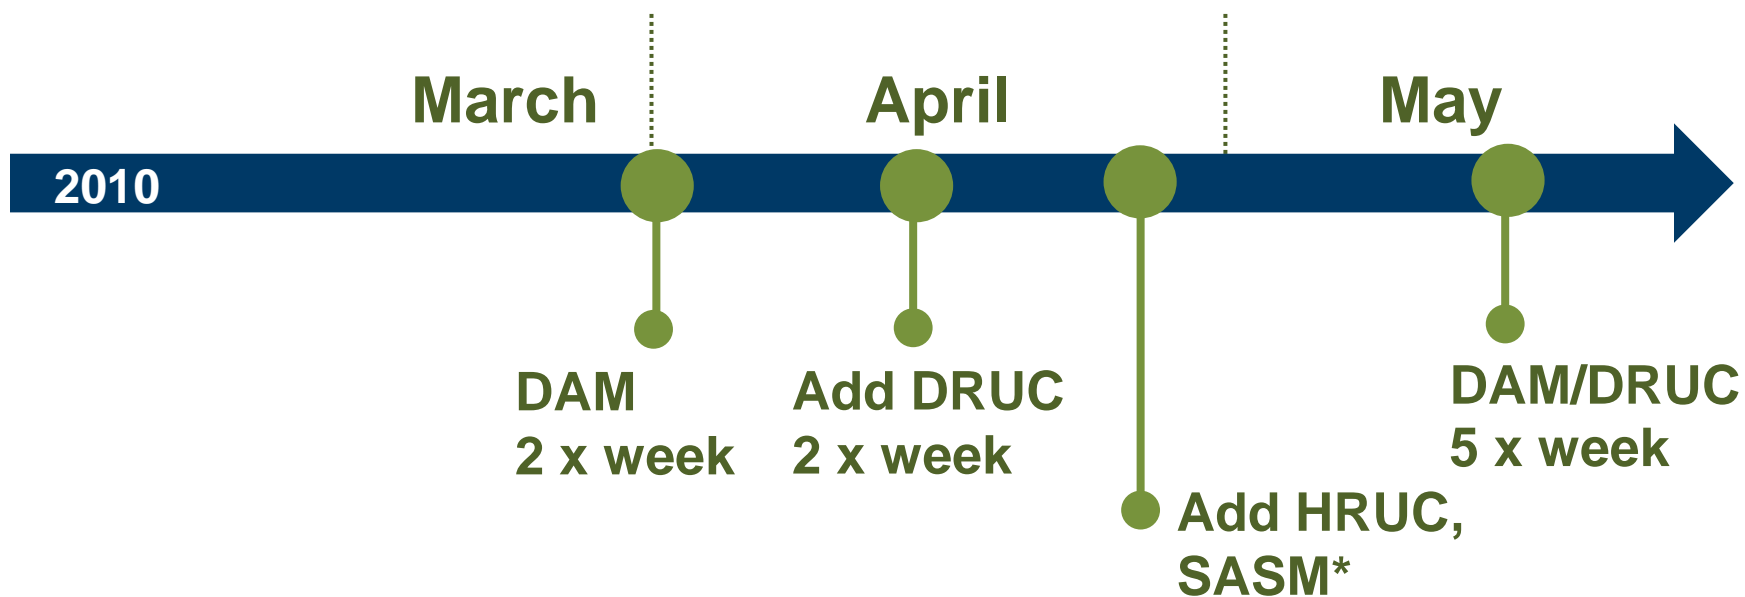 March
April
May
2010
DAM
2 x week
Add DRUC
2 x week
Add HRUC,
SASM*
DAM/DRUC
5 x week